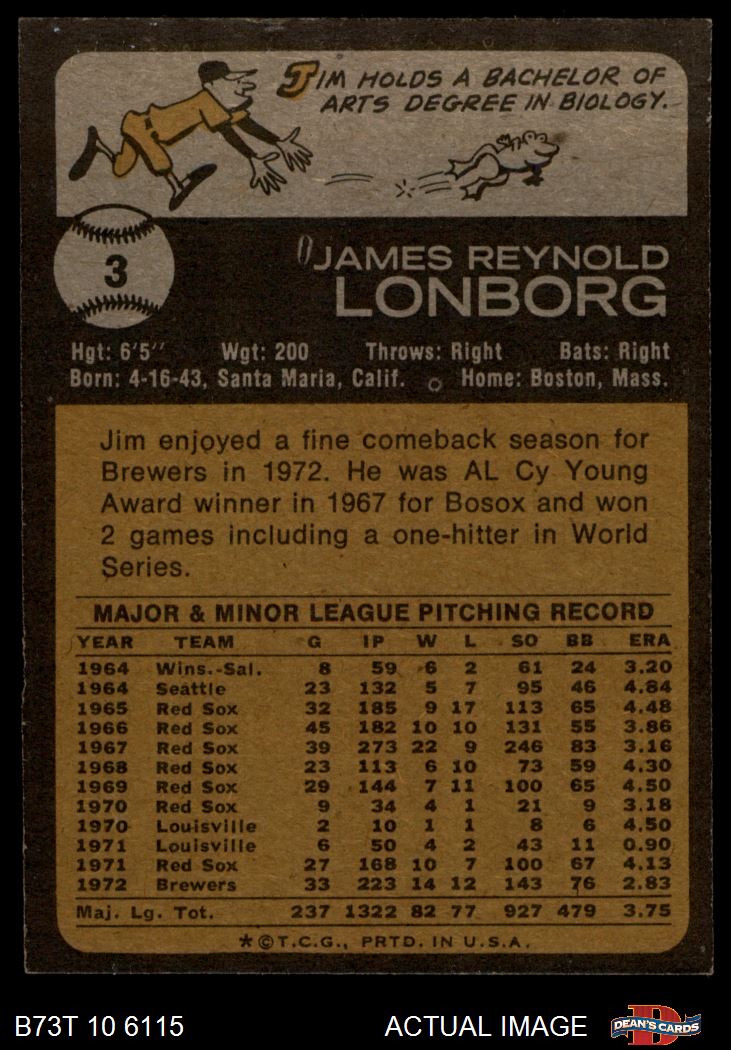 JIM HOLDS A BACHELOR OF
ARTS DEGREE IN BIOLOGY.
3
JAMES REYNOLD
LONBORG
Hgt: 6'5" Wgt: 200 Throws: Right Bats: Right
Born: 4-16-43, Santa Maria, Calif. Home: Boston, Mass.
Jim enjoyed a fine comeback season for
Brewers in 1972. He was AL Cy Young
Award winner in 1967 for Bosox and won
2 games including a one-hitter in World
Series.
MAJOR & MINOR LEAGUE PITCHING RECORD
YEAR TEAM G IP W L SO BB ERA
1964 Wins.-Sal. 8 59 6 2 61 24 3.20
1964 Seattle 23 132 5 7 95 46 4.84
1965 Red Sox 32 185 9 17 113 65 4.48
1966 Red Sox 45 182 10 10 131 55 3.86
1967 Red Sox 39 273 22 9 246 83 3.16
1968 Red Sox 23 113 6 10 73 59 4.30
1969 Red Sox 29 144 7 11 100 65 4.50
1970 Red Sox 9 34 4 1 21 9 3.18
1970 Louisville 2 10 1 1 8 6 4.50
1971 Louisville 6 50 4 2 43 11 0.90
1971 Red Sox 27 168 10 7 100 67 4.13
1972 Brewers 33 223 14 12 143 76 2.83
Maj. Lg. Tot. 237 1322 82 77 927 479 3.75
*©T.C.G., PRTD. IN U.S.A.
B73T 10 6115 ACTUAL IMAGE D DEAN'S CARDS